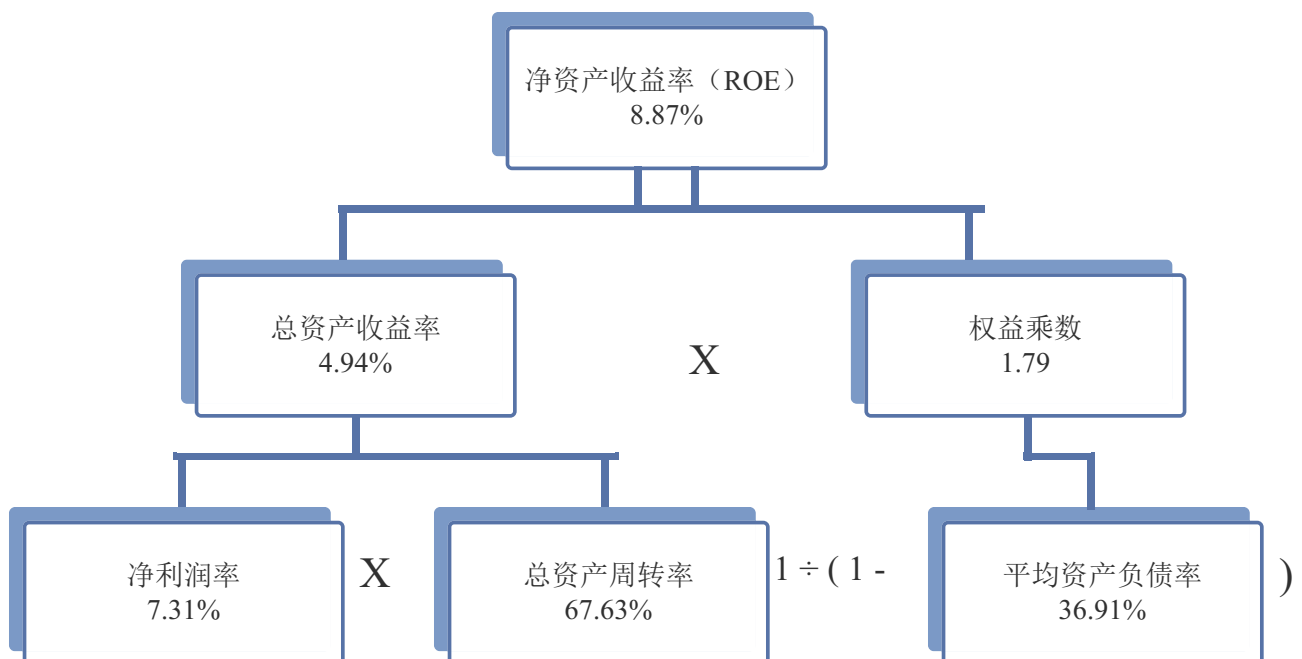 净资产收益率（ROE）
8.87%
总资产收益率
4.94%
X
权益乘数
1.79
净利润率
7.31%
X
总资产周转率
67.63%
1 ÷ ( 1 -
平均资产负债率
36.91%
)